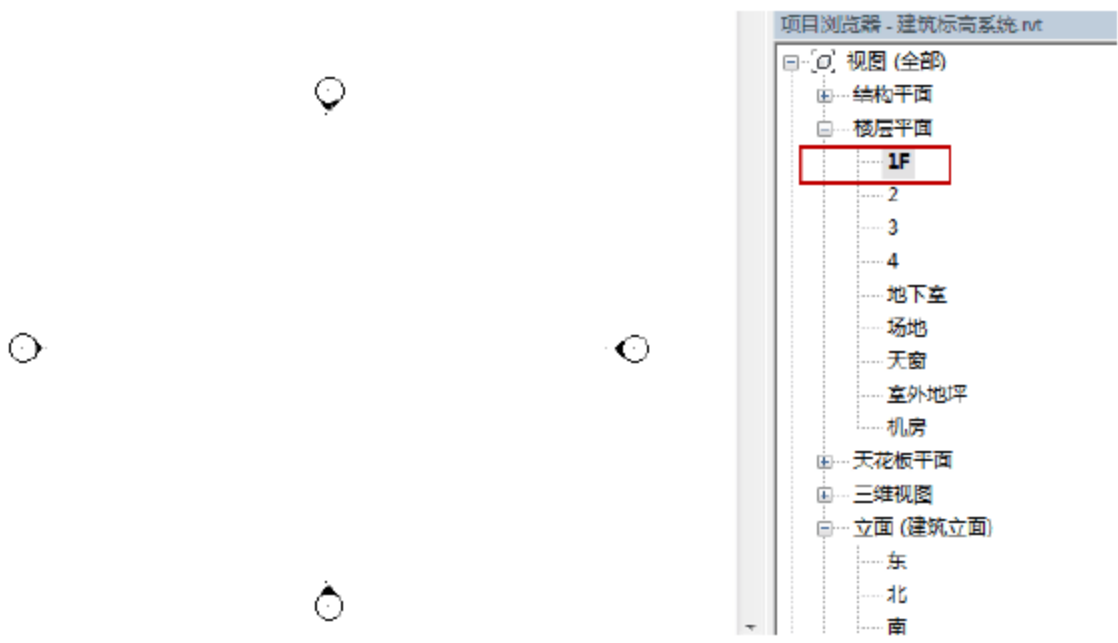 项目浏览器 - 建筑标高系统.rvt
视图 (全部)
结构平面
楼层平面
1F
2
3
4
地下室
场地
天窗
室外地坪
机房
天花板平面
三维视图
立面 (建筑立面)
东
北
南